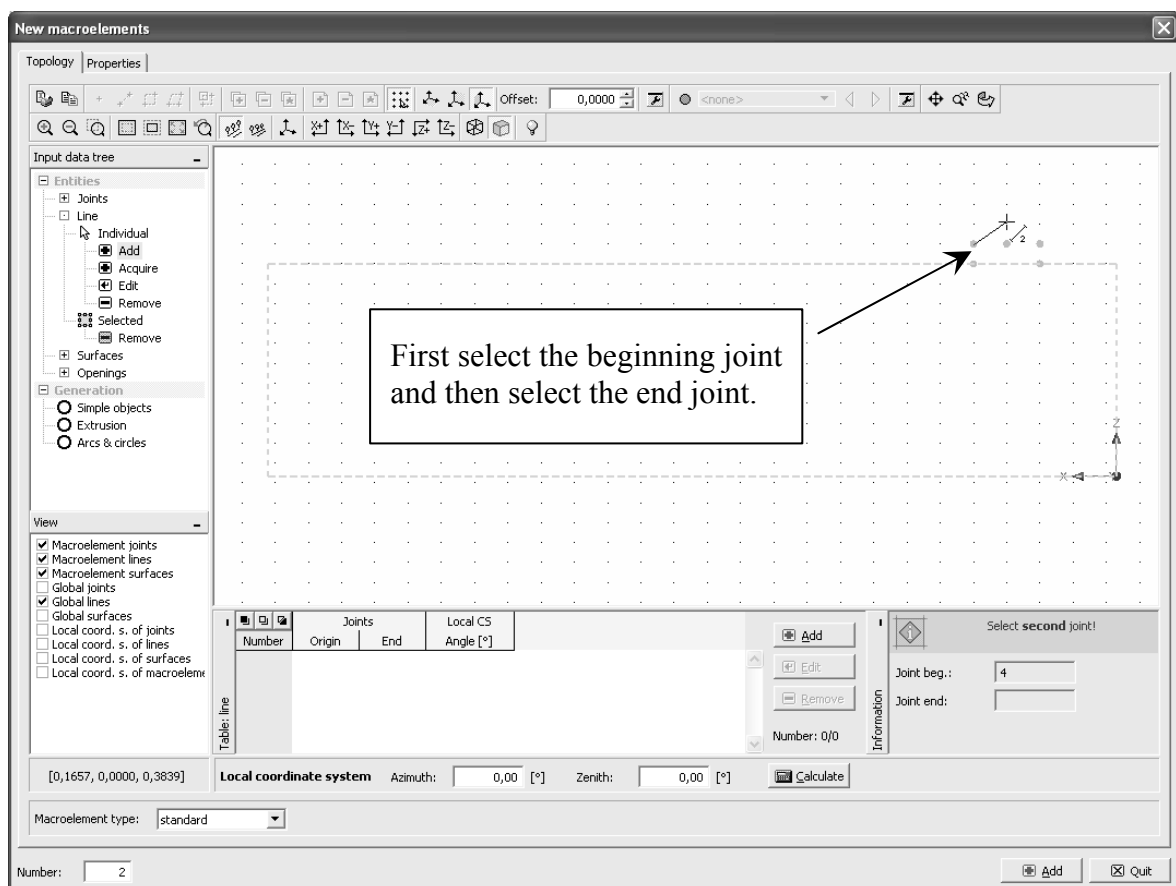 New macroelements
Topology
Properties
Offset: 0,0000 <none>
X+ X- Y+ Y- Z+ Z-
Input data tree
Entities
Joints
Line
Individual
Add
Acquire
Edit
Remove
Selected
Remove
Surfaces
Openings
Generation
Simple objects
Extrusion
Arcs & circles
2
First select the beginning joint
and then select the end joint.
Z
X
View
Macroelement joints
Macroelement lines
Macroelement surfaces
Global joints
Global lines
Global surfaces
Local coord. s. of joints
Local coord. s. of lines
Local coord. s. of surfaces
Local coord. s. of macroeleme
Table: line
Joints Local CS
Number Origin End Angle [°]
Add
Edit
Remove
Number: 0/0
Information
Select second joint!
Joint beg.: 4
Joint end:
[0,1657, 0,0000, 0,3839]
Local coordinate system Azimuth: 0,00 [°] Zenith: 0,00 [°] Calculate
Macroelement type: standard
Number: 2
Add
Quit